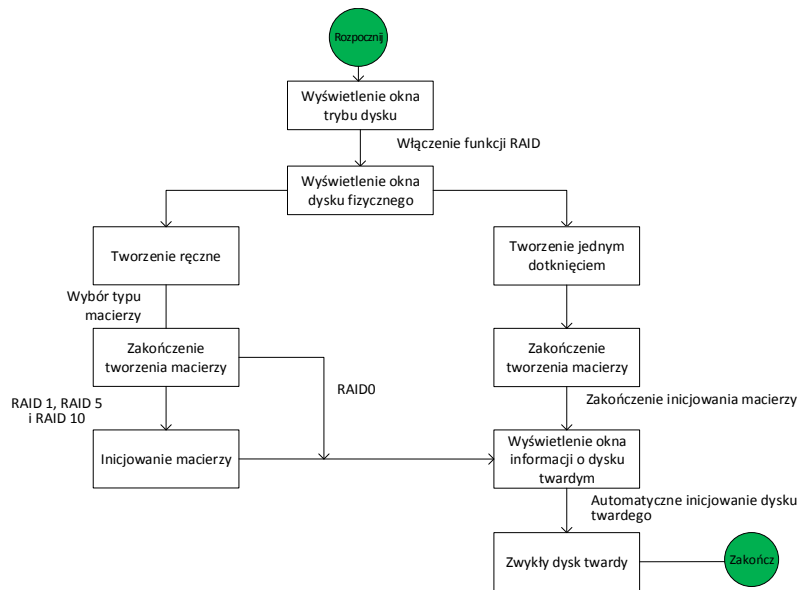 Rozpocznij
Wyświetlenie okna
trybu dysku
Włączenie funkcji RAID
Wyświetlenie okna
dysku fizycznego
Tworzenie ręczne
Tworzenie jednym
dotknięciem
Wybór typu
macierzy
Zakończenie
tworzenia macierzy
Zakończenie
tworzenia macierzy
RAID0
RAID 1, RAID 5
i RAID 10
Zakończenie inicjowania macierzy
Inicjowanie macierzy
Wyświetlenie okna
informacji o dysku
twardym
Automatyczne inicjowanie dysku
twardego
Zwykły dysk twardy
Zakończ